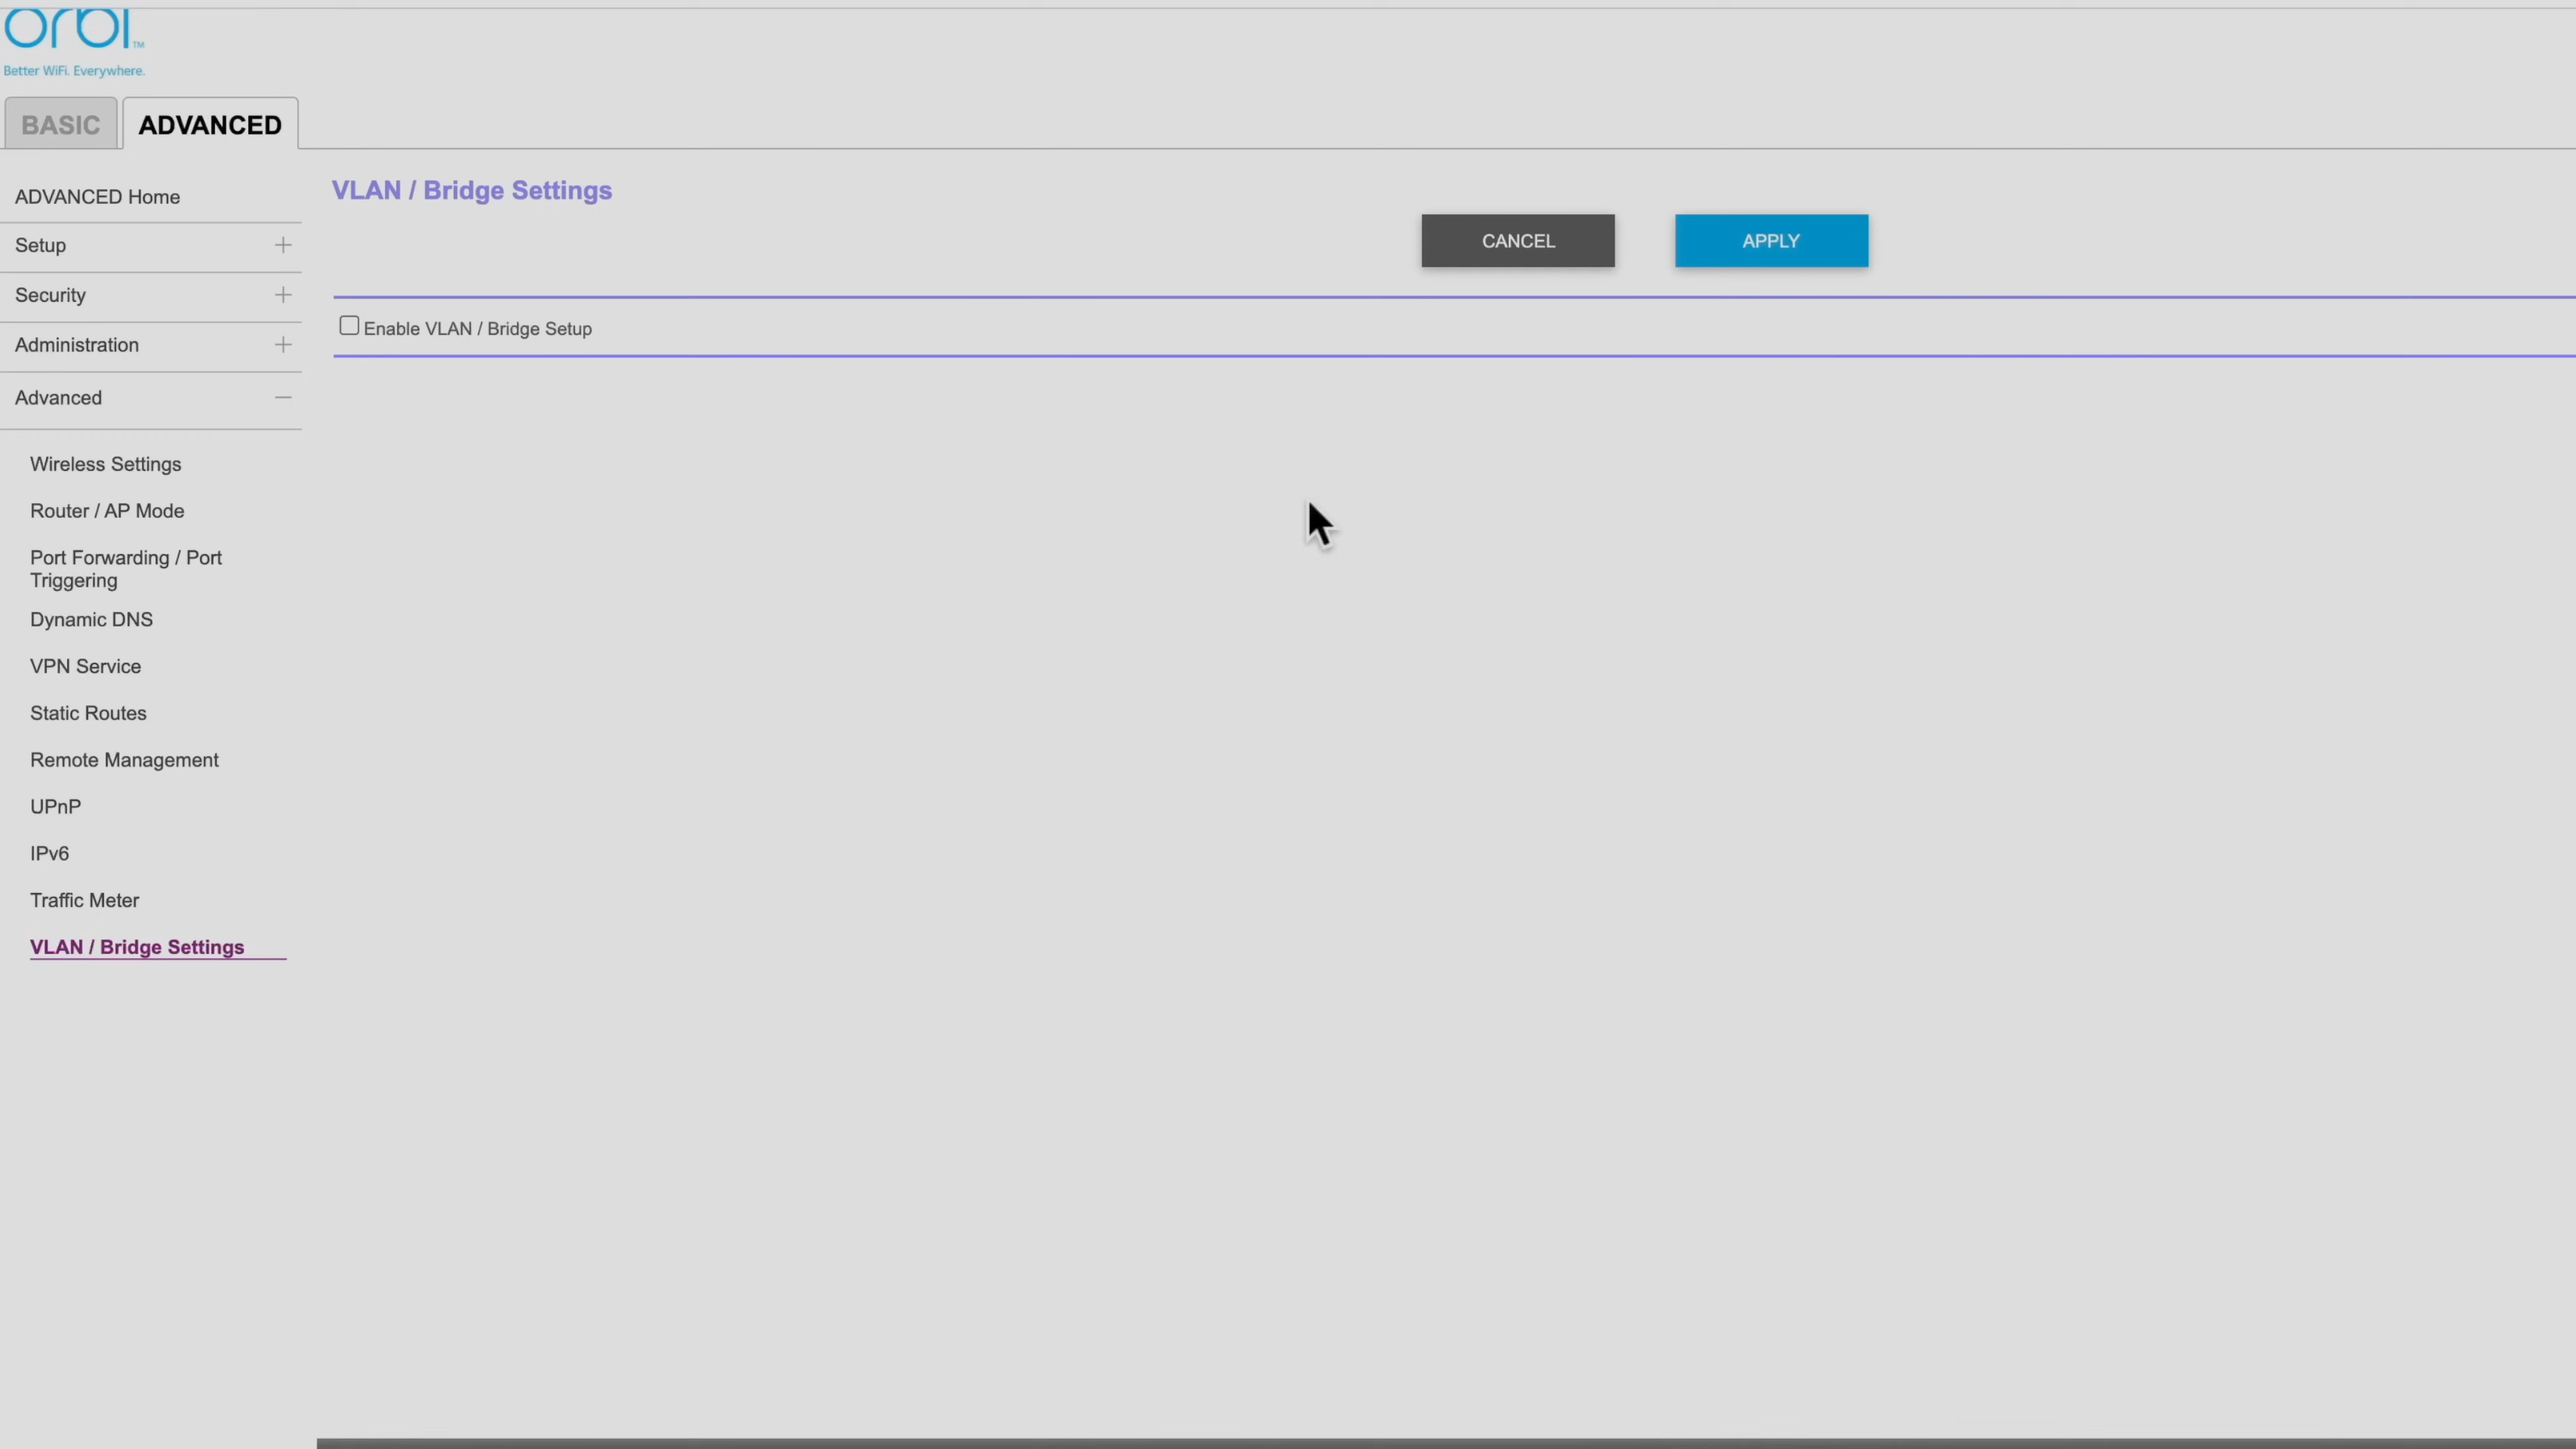 orbi™
Better WiFi. Everywhere.
BASIC
ADVANCED
ADVANCED Home
Setup
Security
Administration
Advanced
Wireless Settings
Router / AP Mode
Port Forwarding / Port
Triggering
Dynamic DNS
VPN Service
Static Routes
Remote Management
UPnP
IPv6
Traffic Meter
VLAN / Bridge Settings
VLAN / Bridge Settings
CANCEL
APPLY
Enable VLAN / Bridge Setup